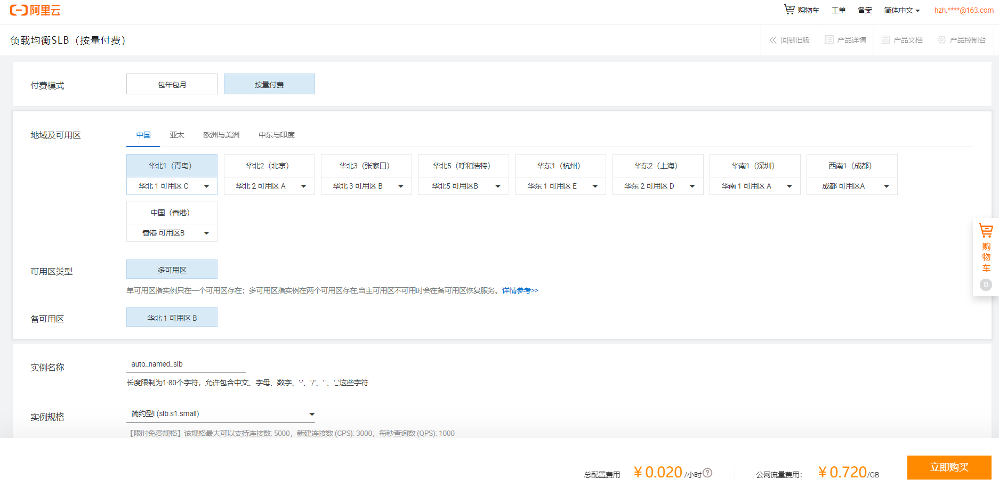 阿里云
购物车 工单 备案 简体中文 hzh.****@163.com
负载均衡SLB（按量付费）
回到旧版 产品详情 产品文档 产品控制台
付费模式 包年包月 按量付费
地域及可用区 中国 亚太 欧洲与美洲 中东与印度
华北1（青岛） 华北2（北京） 华北3（张家口） 华北5（呼和浩特） 华东1（杭州） 华东2（上海） 华南1（深圳） 西南1（成都）
华北 1 可用区 C 华北 2 可用区 A 华北 3 可用区 B 华北5 可用区B 华东 1 可用区 E 华东 2 可用区 D 华南 1 可用区 A 成都 可用区A
中国（香港）
香港 可用区B
购物车
0
可用区类型 多可用区
单可用区指实例只在一个可用区存在；多可用区指实例在两个可用区存在,当主可用区不可用时会在备可用区恢复服务。详情参考>>
备可用区 华北 1 可用区 B
实例名称 auto_named_slb
长度限制为1-80个字符，允许包含中文、字母、数字、'-'、'/'、'.'、'_'这些字符
实例规格 简约型I (slb.s1.small)
【限时免费规格】该规格最大可以支持连接数: 5000，新建连接数 (CPS): 3000，每秒查询数 (QPS): 1000
总配置费用 ¥ 0.020 /小时 公网流量费用： ¥ 0.720 /GB 立即购买